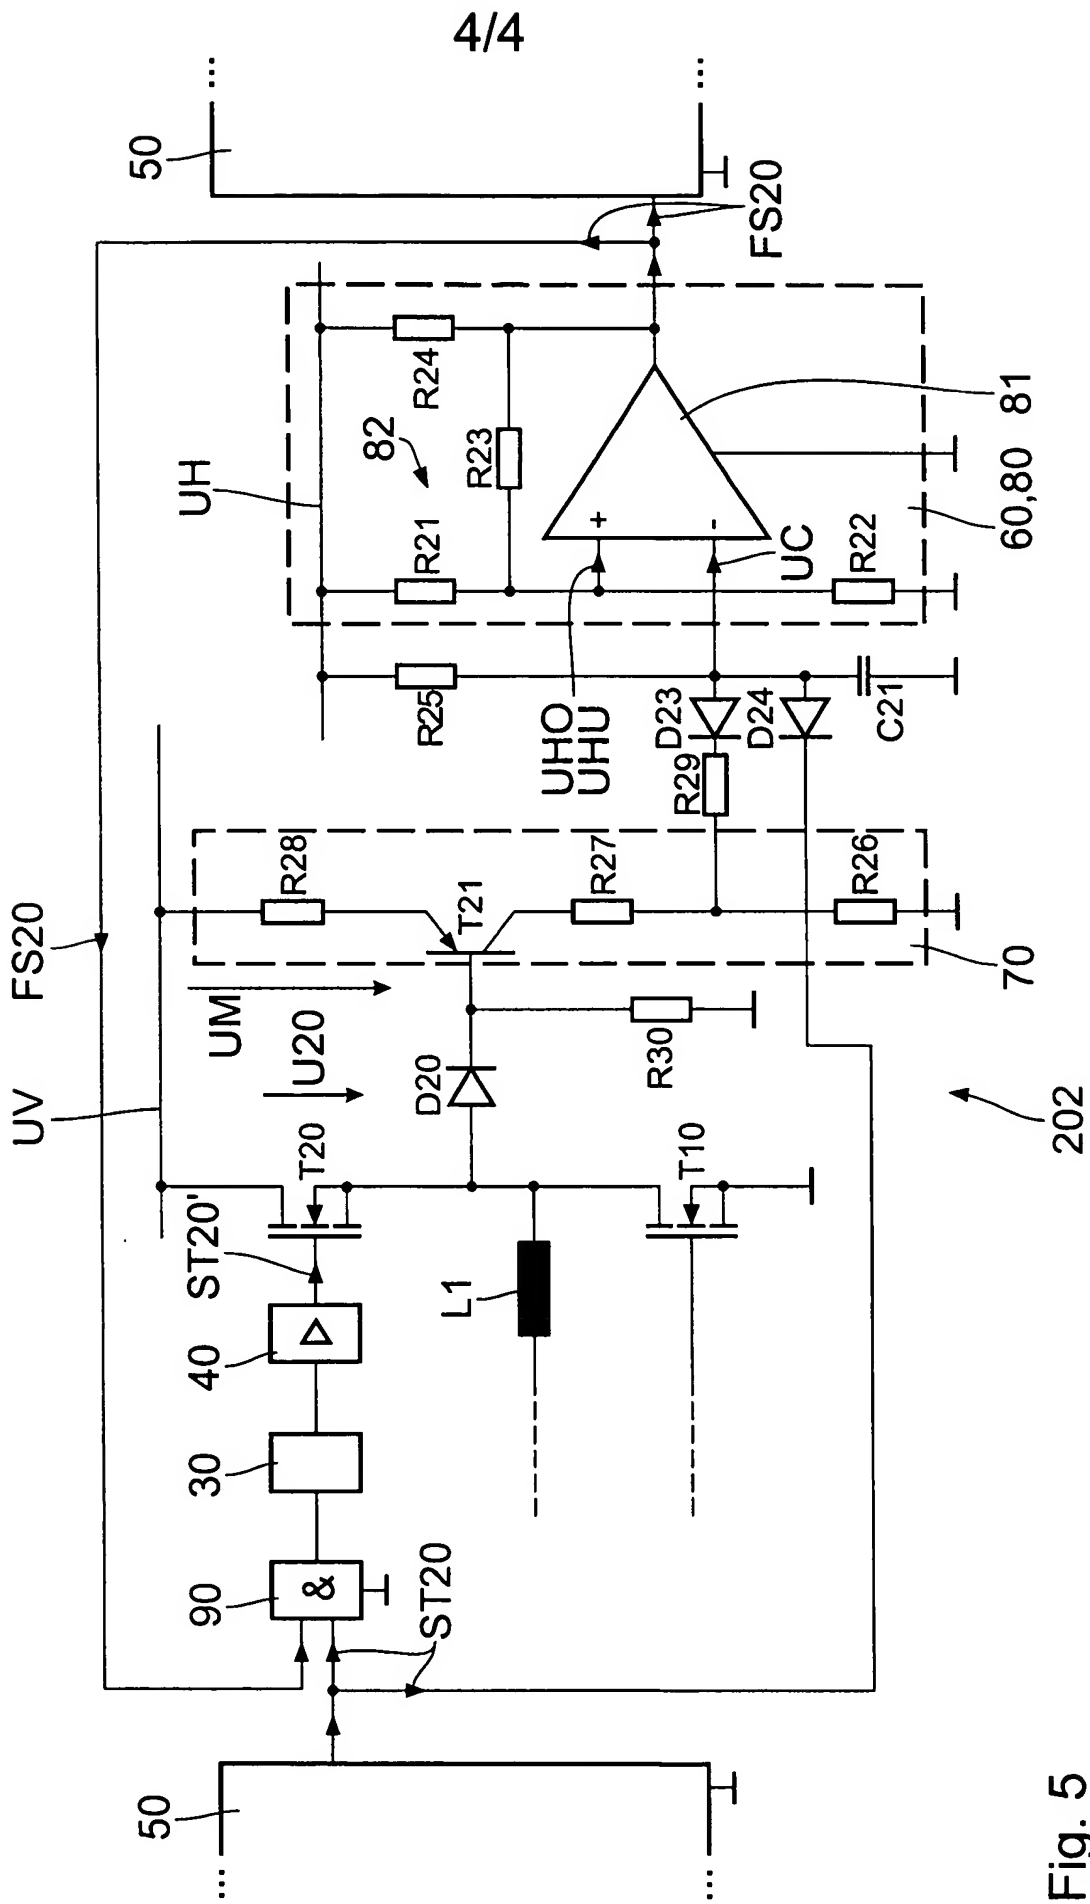 4/4
50
FS20
UH
82
R24
R23
R21
+
-
81
60,80
R22
UC
UHO
UHU
R25
D23
D24
C21
R29
FS20
UV
UM
U20
R28
T21
R27
R26
70
D20
R30
202
T20
T10
ST20'
L1
40
30
90
&
ST20
50
Fig. 5